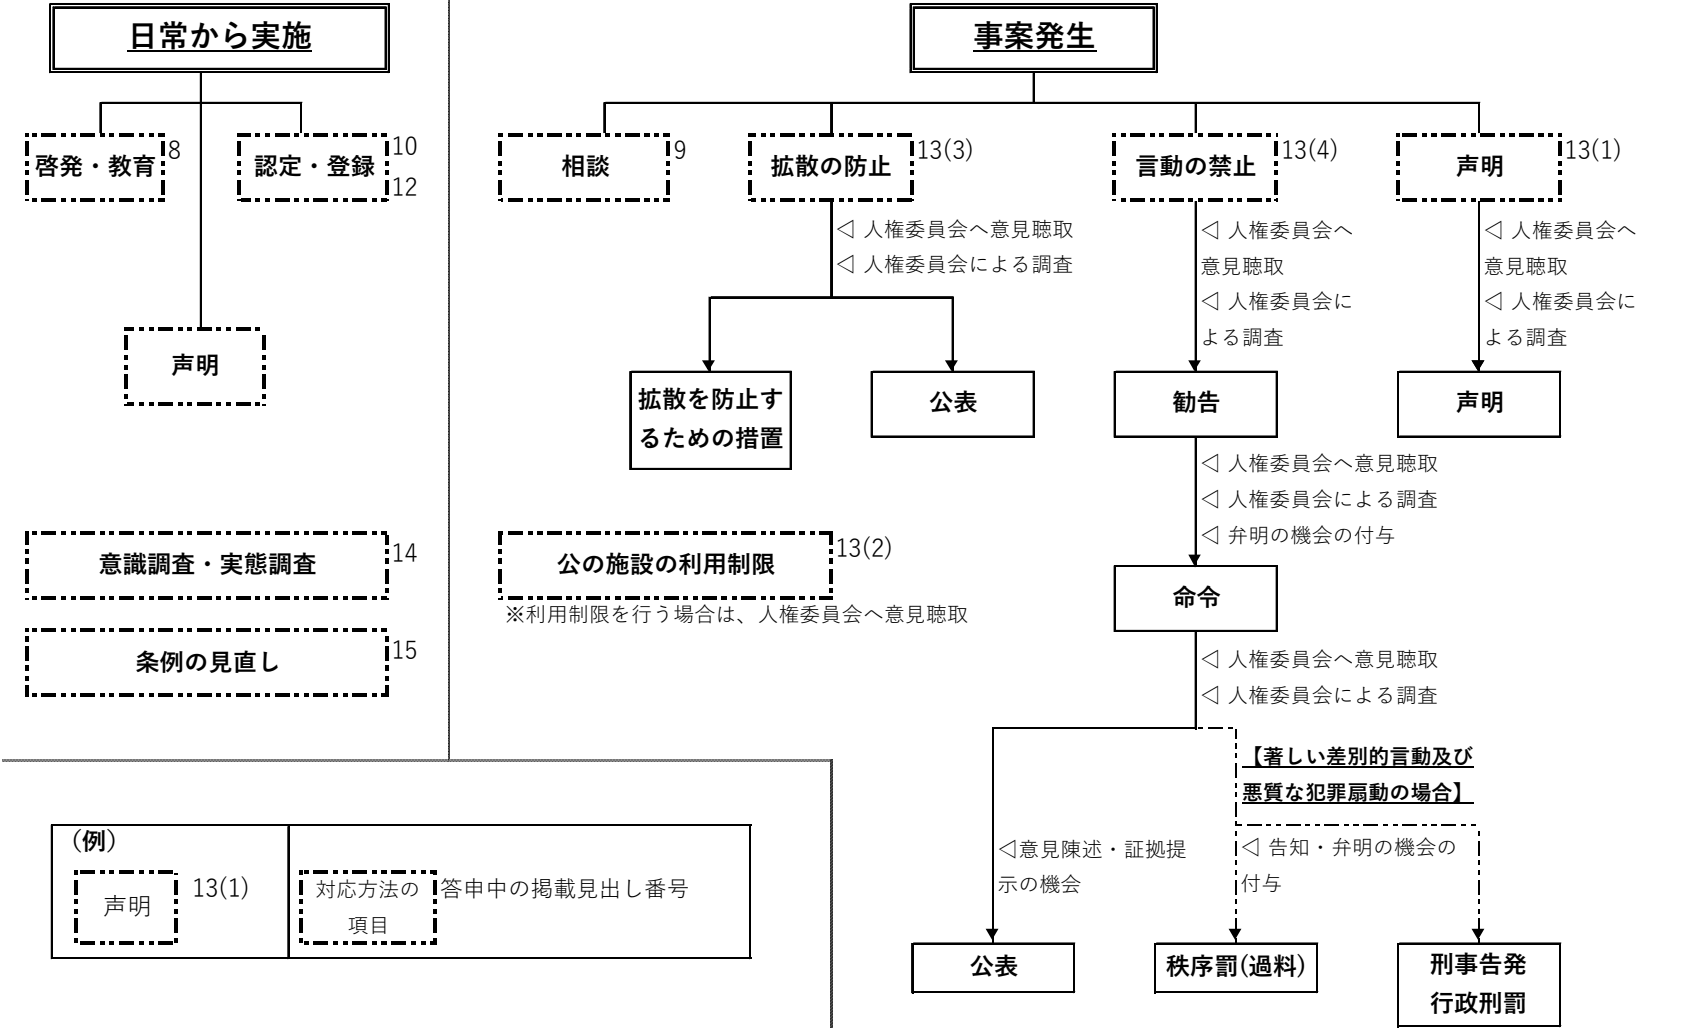 日常から実施
啓発・教育
8
認定・登録
10
12
声明
意識調査・実態調査
14
条例の見直し
15
事案発生
相談
9
拡散の防止
13(3)
言動の禁止
13(4)
声明
13(1)
◁ 人権委員会へ意見聴取
◁ 人権委員会による調査
◁ 人権委員会へ
意見聴取
◁ 人権委員会に
よる調査
◁ 人権委員会へ
意見聴取
◁ 人権委員会に
よる調査
拡散を防止す
るための措置
公表
勧告
声明
◁ 人権委員会へ意見聴取
◁ 人権委員会による調査
◁ 弁明の機会の付与
公の施設の利用制限
13(2)
※利用制限を行う場合は、人権委員会へ意見聴取
命令
◁ 人権委員会へ意見聴取
◁ 人権委員会による調査
【著しい差別的言動及び
悪質な犯罪扇動の場合】
◁意見陳述・証拠提
示の機会
◁ 告知・弁明の機会の
付与
公表
秩序罰(過料)
刑事告発
行政刑罰
（例）
声明
13(1)
対応方法の
項目
答申中の掲載見出し番号